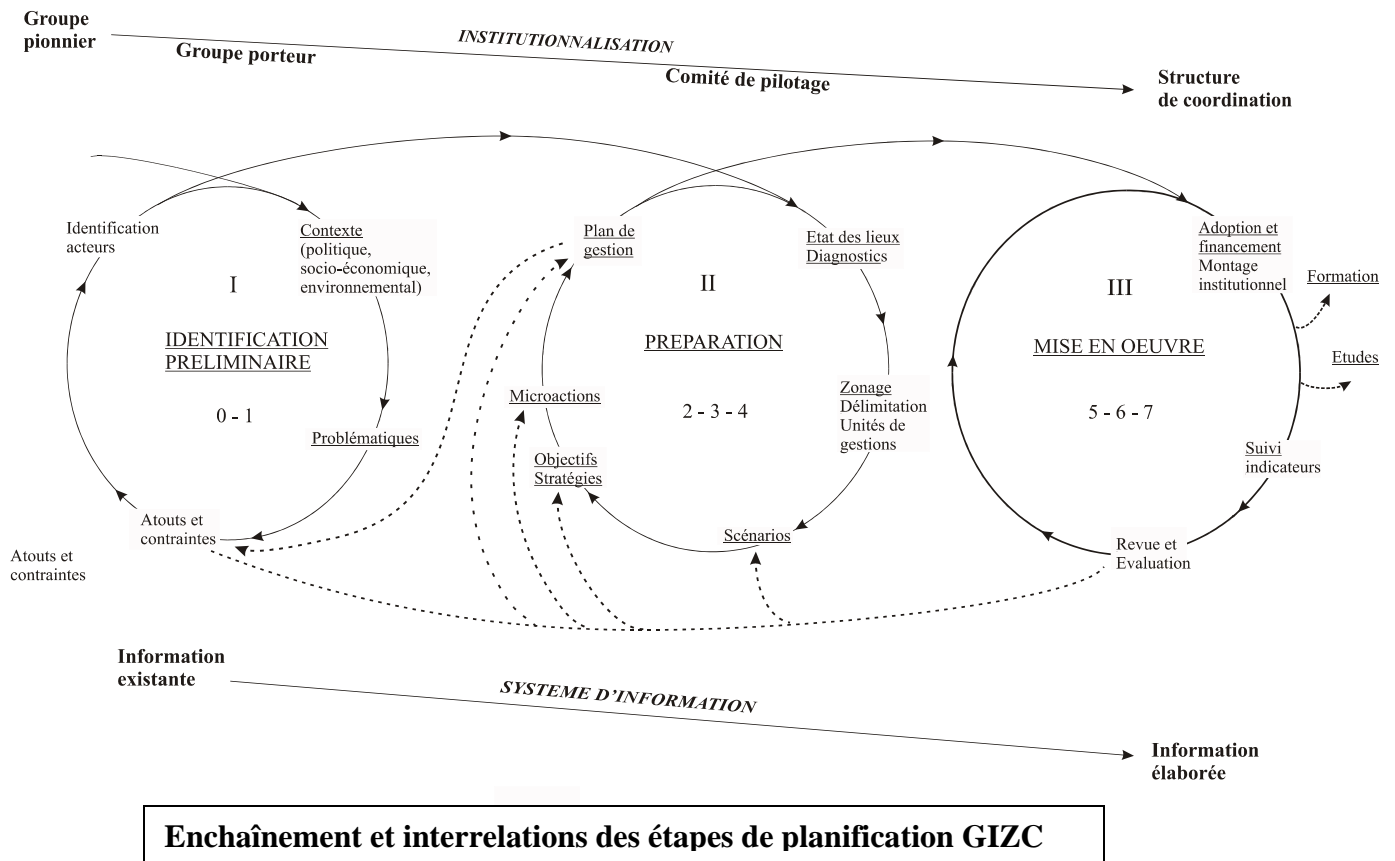 Groupe
pionnier
Groupe porteur
INSTITUTIONNALISATION
Comité de pilotage
Structure
de coordination
Identification
acteurs
Contexte
(politique,
socio-économique,
environnemental)
I
IDENTIFICATION
PRELIMINAIRE
0 - 1
Problématiques
Atouts et
contraintes
Atouts et
contraintes
Plan de
gestion
Etat des lieux
Diagnostics
II
PREPARATION
2 - 3 - 4
Microactions
Zonage
Délimitation
Unités de
gestions
Objectifs
Stratégies
Scénarios
Adoption et
financement
Montage
institutionnel
Formation
III
MISE EN OEUVRE
Etudes
5 - 6 - 7
Suivi
indicateurs
Revue et
Evaluation
Information
existante
SYSTEME D'INFORMATION
Information
élaborée
Enchaînement et interrelations des étapes de planification GIZC